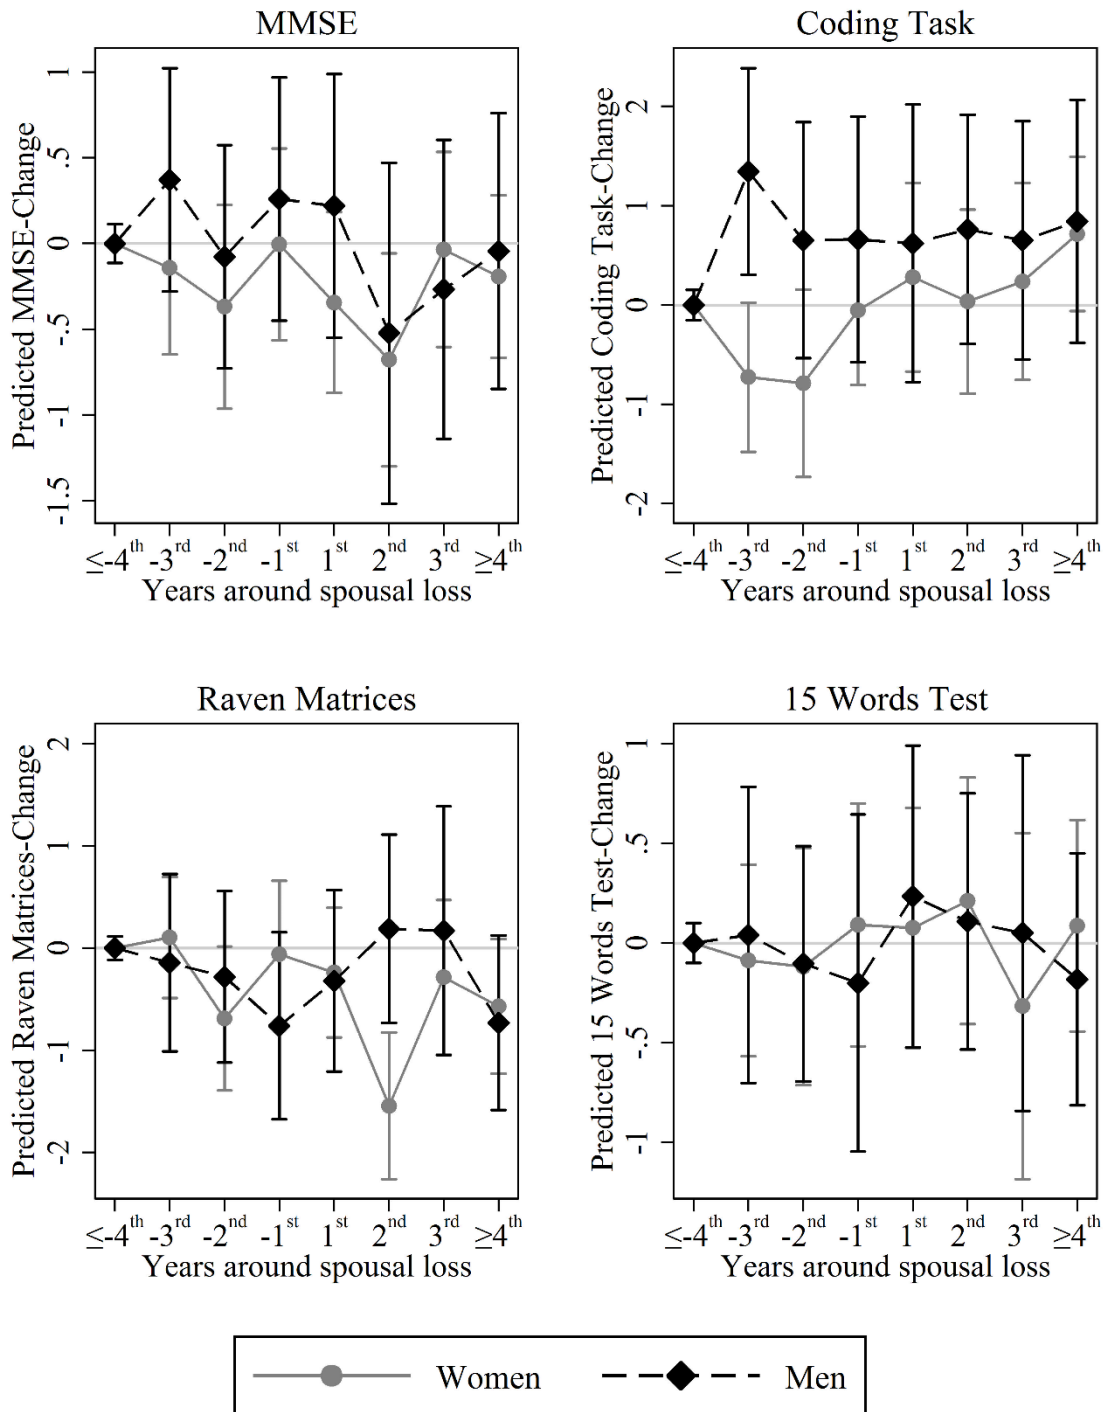 MMSE
Predicted MMSE-Change
1
.5
0
-.5
-1
-1.5
≤-4th -3rd -2nd -1st 1st 2nd 3rd ≥4th
Years around spousal loss
Coding Task
Predicted Coding Task-Change
2
1
0
-1
-2
≤-4th -3rd -2nd -1st 1st 2nd 3rd ≥4th
Years around spousal loss
Raven Matrices
Predicted Raven Matrices-Change
2
1
0
-1
-2
≤-4th -3rd -2nd -1st 1st 2nd 3rd ≥4th
Years around spousal loss
15 Words Test
Predicted 15 Words Test-Change
1
.5
0
-.5
-1
≤-4th -3rd -2nd -1st 1st 2nd 3rd ≥4th
Years around spousal loss
Women Men